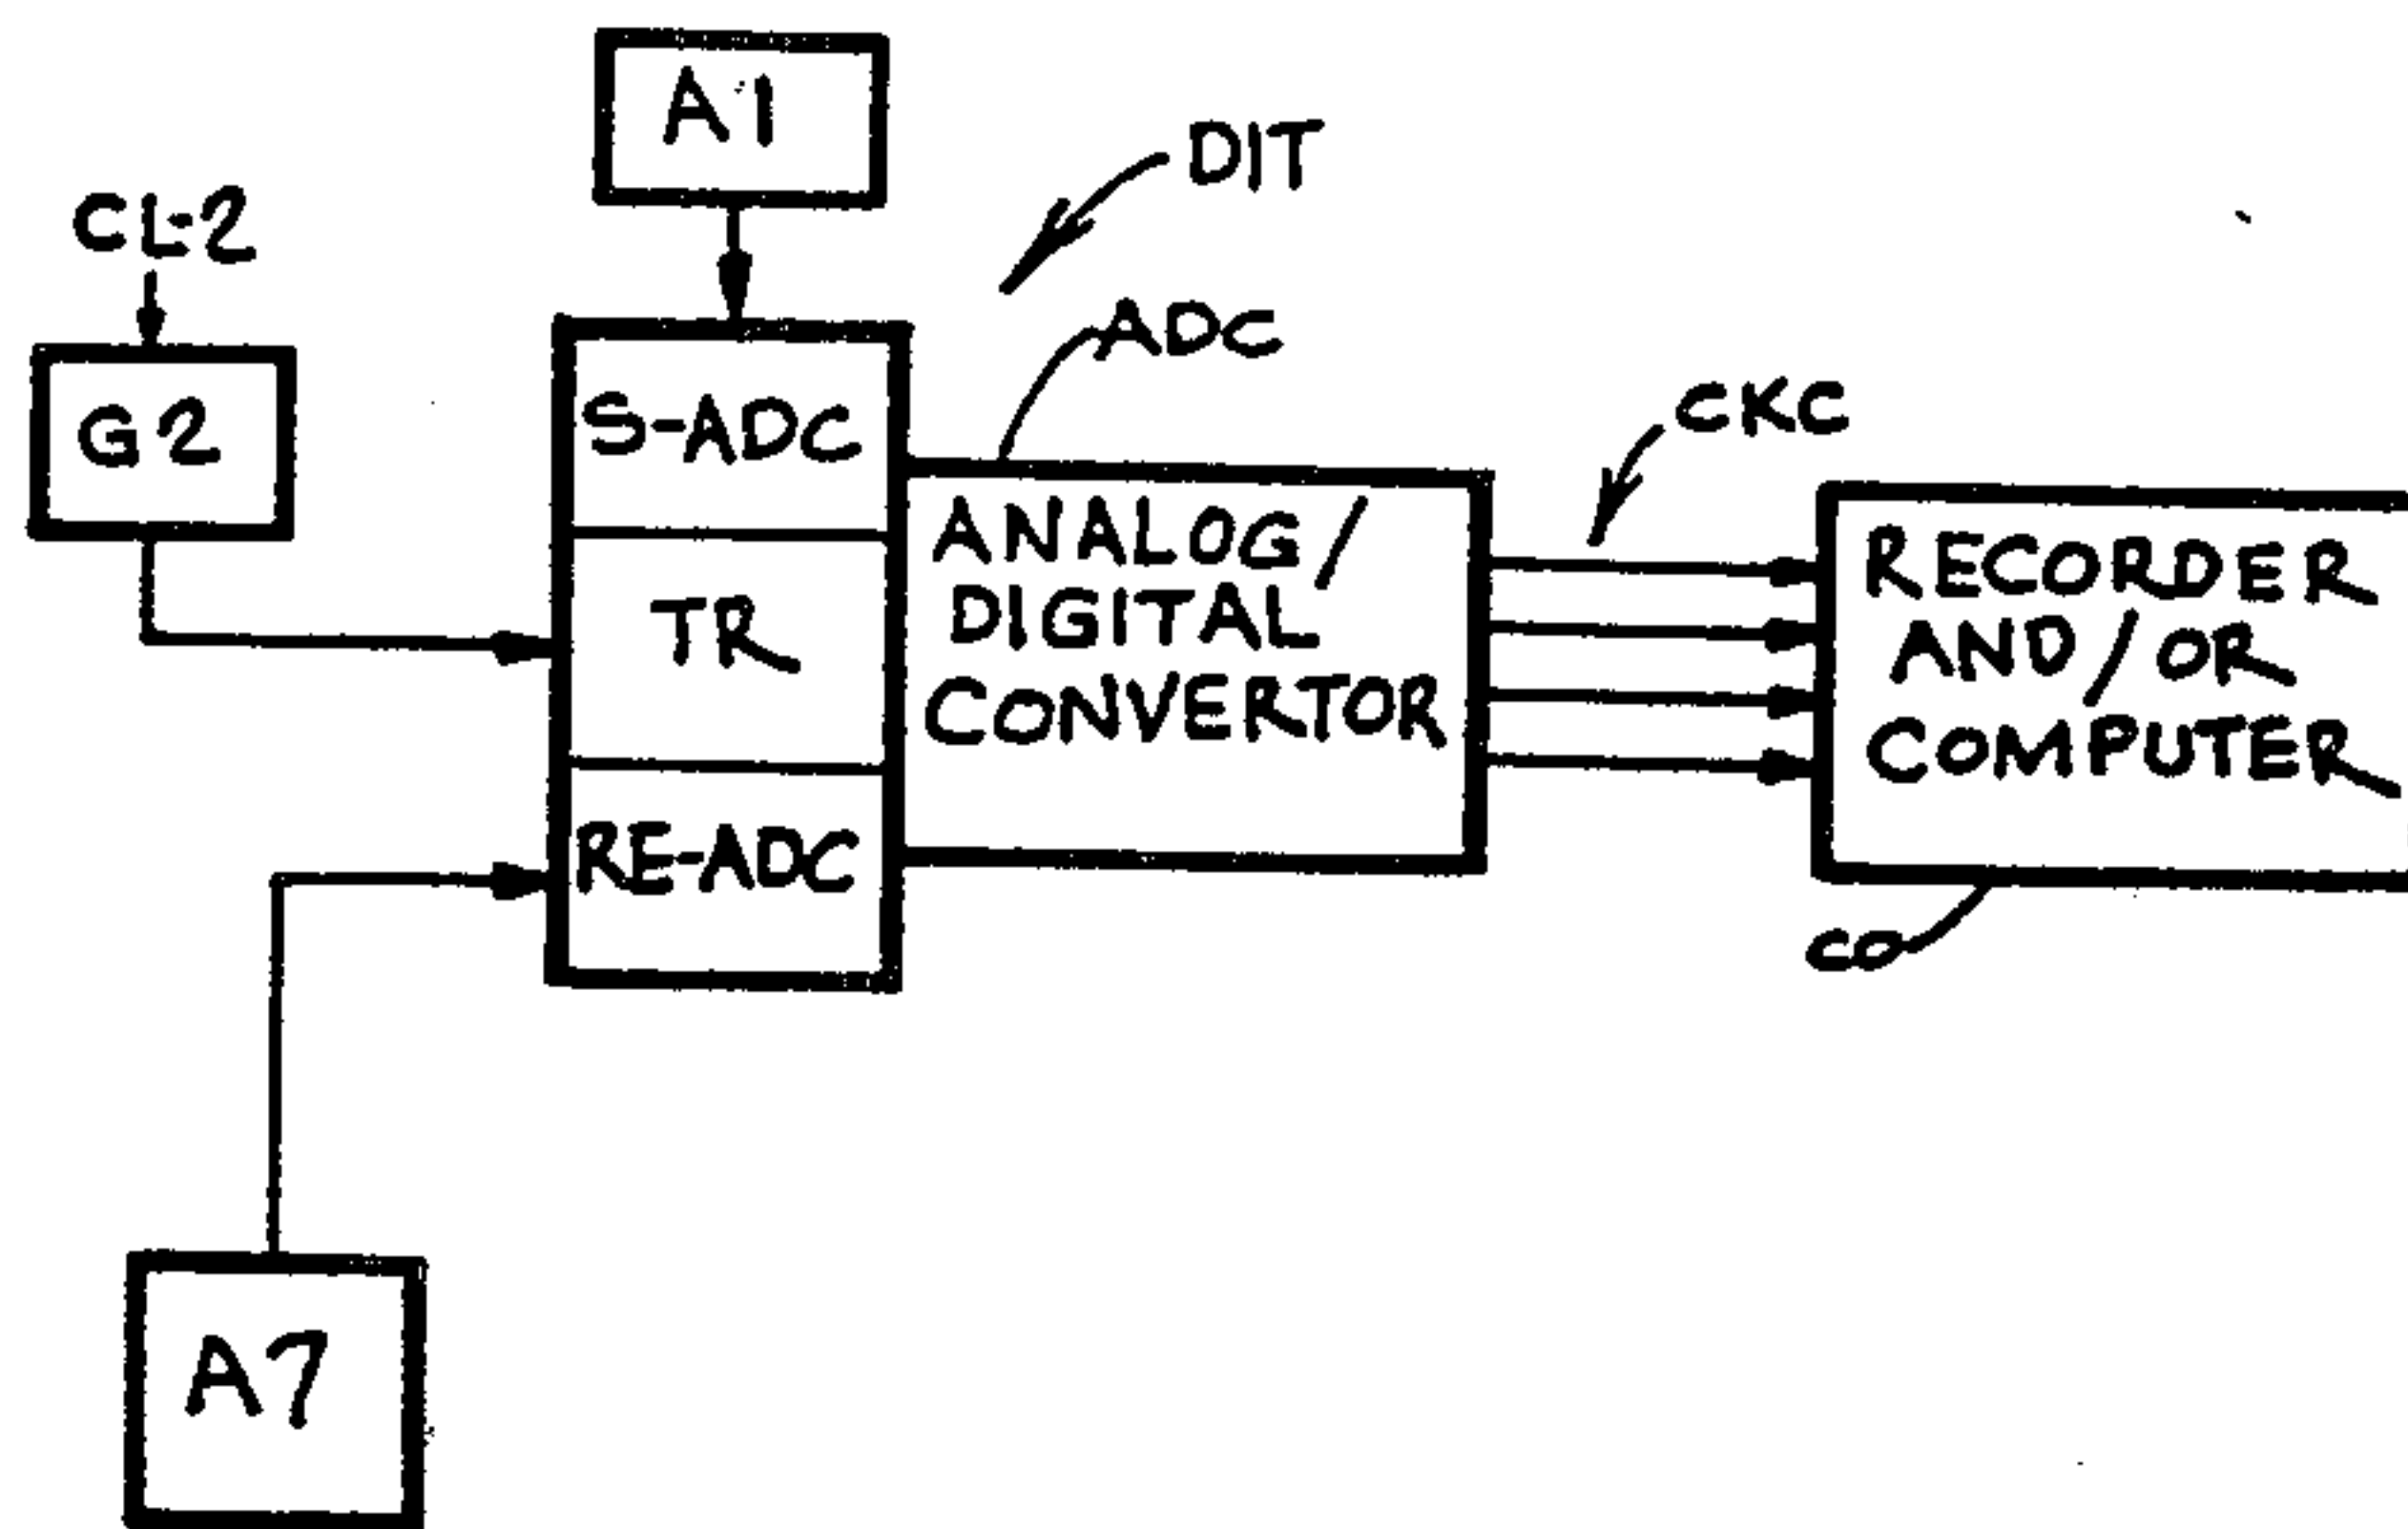 A1
DIT
CL-2
ADC
G2
S-ADC
CKC
ANALOG/
DIGITAL
CONVERTOR
RECORDER
AND/OR
COMPUTER
TR
RE-ADC
CO
A7